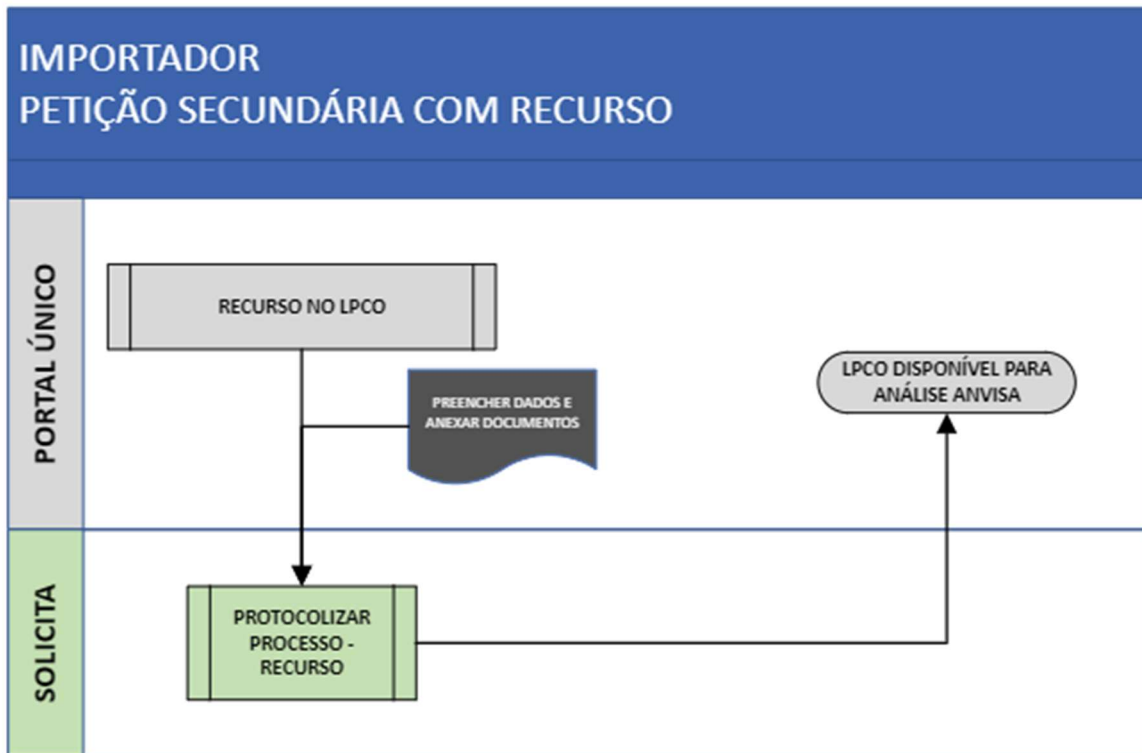 IMPORTADOR
PETIÇÃO SECUNDÁRIA COM RECURSO
PORTAL ÚNICO
RECURSO NO LPCO
PREENCHER DADOS E
ANEXAR DOCUMENTOS
LPCO DISPONÍVEL PARA
ANÁLISE ANVISA
SOLICITA
PROTOCOLIZAR
PROCESSO -
RECURSO